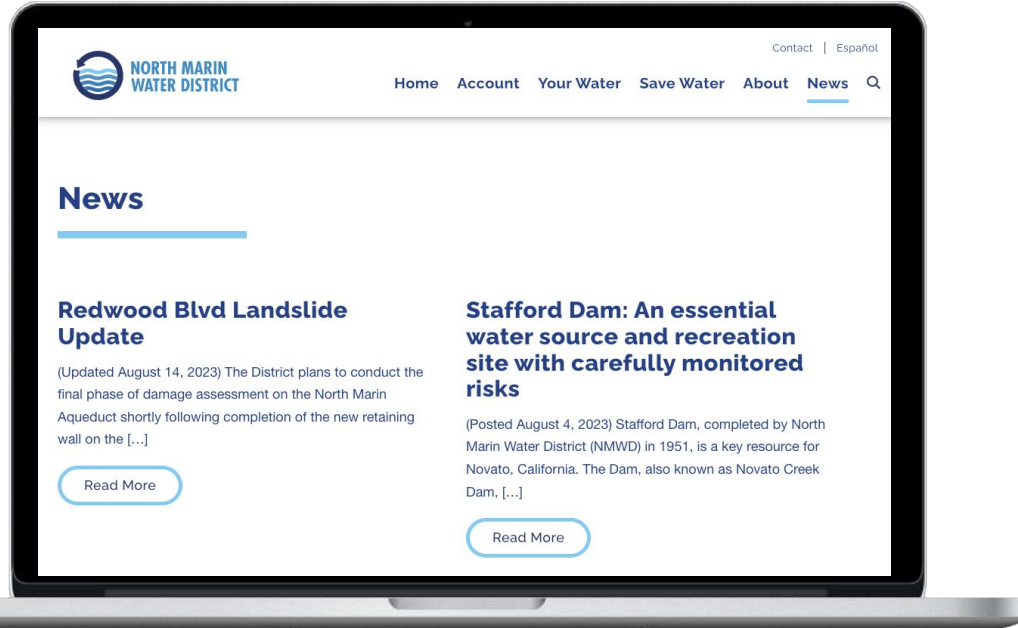 Contact | Español
NORTH MARIN
WATER DISTRICT
Home Account Your Water Save Water About News
News
Redwood Blvd Landslide
Update
(Updated August 14, 2023) The District plans to conduct the
final phase of damage assessment on the North Marin
Aqueduct shortly following completion of the new retaining
wall on the […]
Read More
Stafford Dam: An essential
water source and recreation
site with carefully monitored
risks
(Posted August 4, 2023) Stafford Dam, completed by North
Marin Water District (NMWD) in 1951, is a key resource for
Novato, California. The Dam, also known as Novato Creek
Dam, […]
Read More